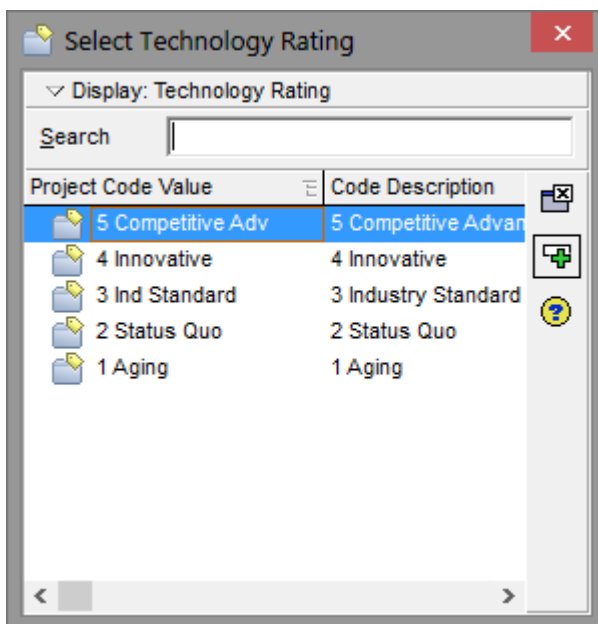 Select Technology Rating
Display: Technology Rating
Search
Project Code Value Code Description
5 Competitive Adv 5 Competitive Advan
4 Innovative 4 Innovative
3 Ind Standard 3 Industry Standard
2 Status Quo 2 Status Quo
1 Aging 1 Aging